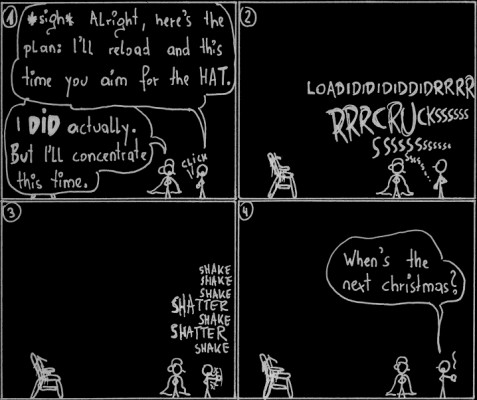 1
*sigh* Alright, here's the
plan: I'll reload and this
time you aim for the HAT.
I DID actually.
But I'll concentrate
this time.
CLICK
2
LOADIDIDIDIDDIDRRRR
RRRCRUCKSSSSSS
SSSSSSSSSSSS
SSSSS......
3
SHAKE
SHAKE
SHAKE
SHATTER
SHAKE
SHATTER
SHAKE
4
When's the
next christmas?